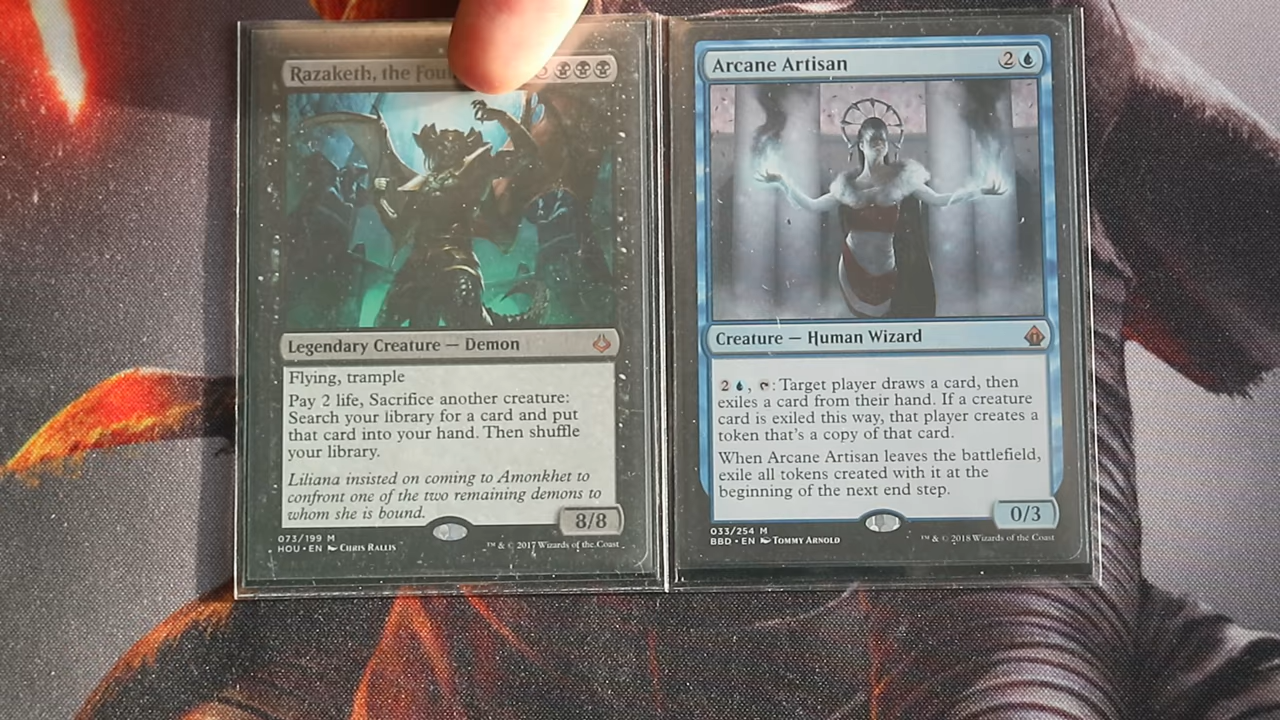 Razaketh, the Foul
Legendary Creature — Demon
Flying, trample
Pay 2 life, Sacrifice another creature:
Search your library for a card and put
that card into your hand. Then shuffle
your library.
Liliana insisted on coming to Amonkhet to
confront one of the two remaining demons to
whom she is bound.
8/8
073/199 M
HOU • EN Chris Rallis
™ & © 2017 Wizards of the Coast
Arcane Artisan
2
Creature — Human Wizard
2 , : Target player draws a card, then
exiles a card from their hand. If a creature
card is exiled this way, that player creates a
token that's a copy of that card.
When Arcane Artisan leaves the battlefield,
exile all tokens created with it at the
beginning of the next end step.
0/3
033/254 M
BBD • EN Tommy Arnold
™ & © 2018 Wizards of the Coast